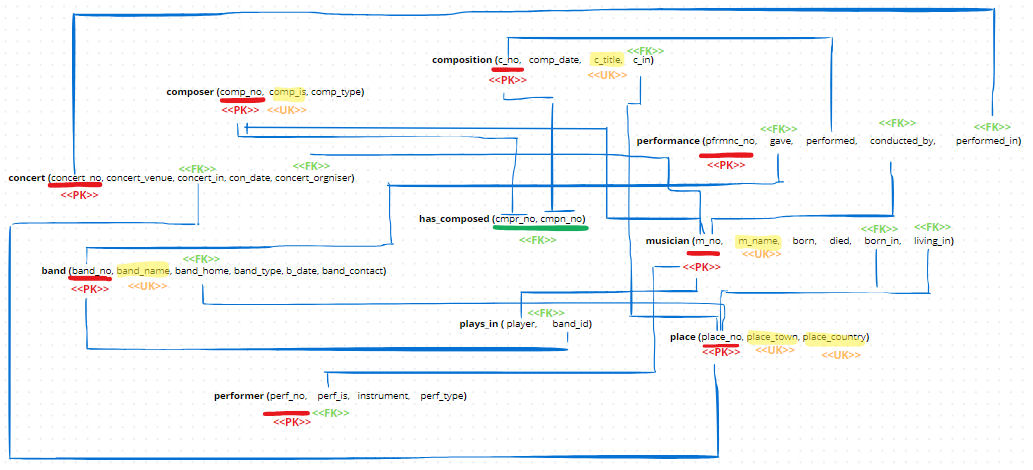 <<FK>>
composition (c_no, comp_date, c_title, c_in)
<<PK>> <<UK>>
composer (comp_no, comp_is, comp_type)
<<PK>> <<UK>>
<<FK>> <<FK>> <<FK>>
performance (pfrmnc_no, gave, performed, conducted_by, performed_in)
<<PK>>
<<FK>> <<FK>>
concert (concert_no, concert_venue, concert_in, con_date, concert_orgniser)
<<PK>>
has_composed (cmpr_no, cmpn_no)
<<FK>>
<<FK>> <<FK>>
musician (m_no, m_name, born, died, born_in, living_in)
<<UK>>
<<PK>>
<<FK>>
band (band_no, band_name, band_home, band_type, b_date, band_contact)
<<PK>> <<UK>>
<<FK>>
plays_in ( player, band_id)
place (place_no, place_town, place_country)
<<PK>> <<UK>> <<UK>>
performer (perf_no, perf_is, instrument, perf_type)
<<FK>>
<<PK>>